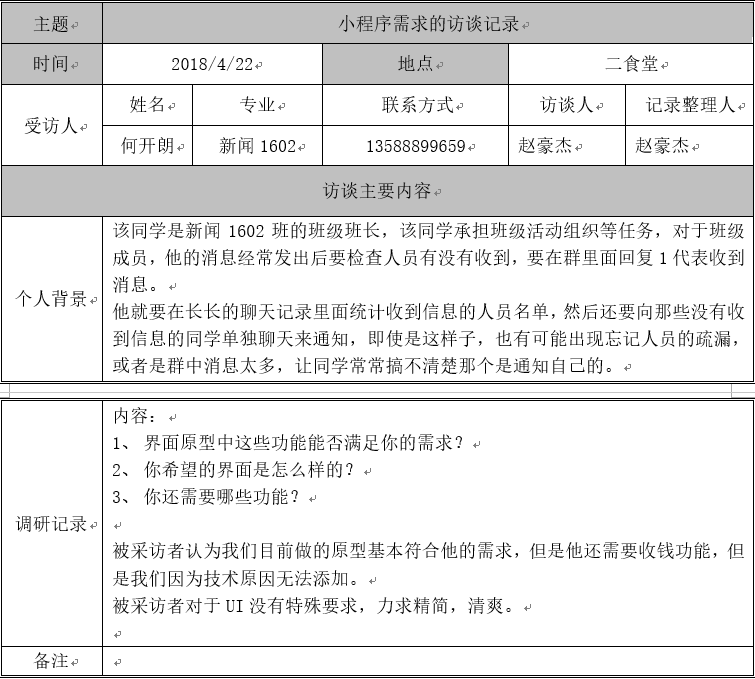 主题 小程序需求的访谈记录
时间 2018/4/22 地点 二食堂
受访人 姓名 专业 联系方式 访谈人 记录整理人
何开朗 新闻 1602 13588899659 赵豪杰 赵豪杰
访谈主要内容
个人背景
该同学是新闻 1602 班的班级班长，该同学承担班级活动组织等任务，对于班级
成员，他的消息经常发出后要检查人员有没有收到，要在群里面回复 1 代表收到
消息。
他就要在长长的聊天记录里面统计收到信息的人员名单，然后还要向那些没有收
到信息的同学单独聊天来通知，即使是这样子，也有可能出现忘记人员的疏漏，
或者是群中消息太多，让同学常常搞不清楚那个是通知自己的。
调研记录
内容：
1、 界面原型中这些功能能否满足你的需求？
2、 你希望的界面是怎么样的？
3、 你还需要哪些功能？
被采访者认为我们目前做的原型基本符合他的需求，但是他还需要收钱功能，但
是我们因为技术原因无法添加。
被采访者对于 UI 没有特殊要求，力求精简，清爽。
备注